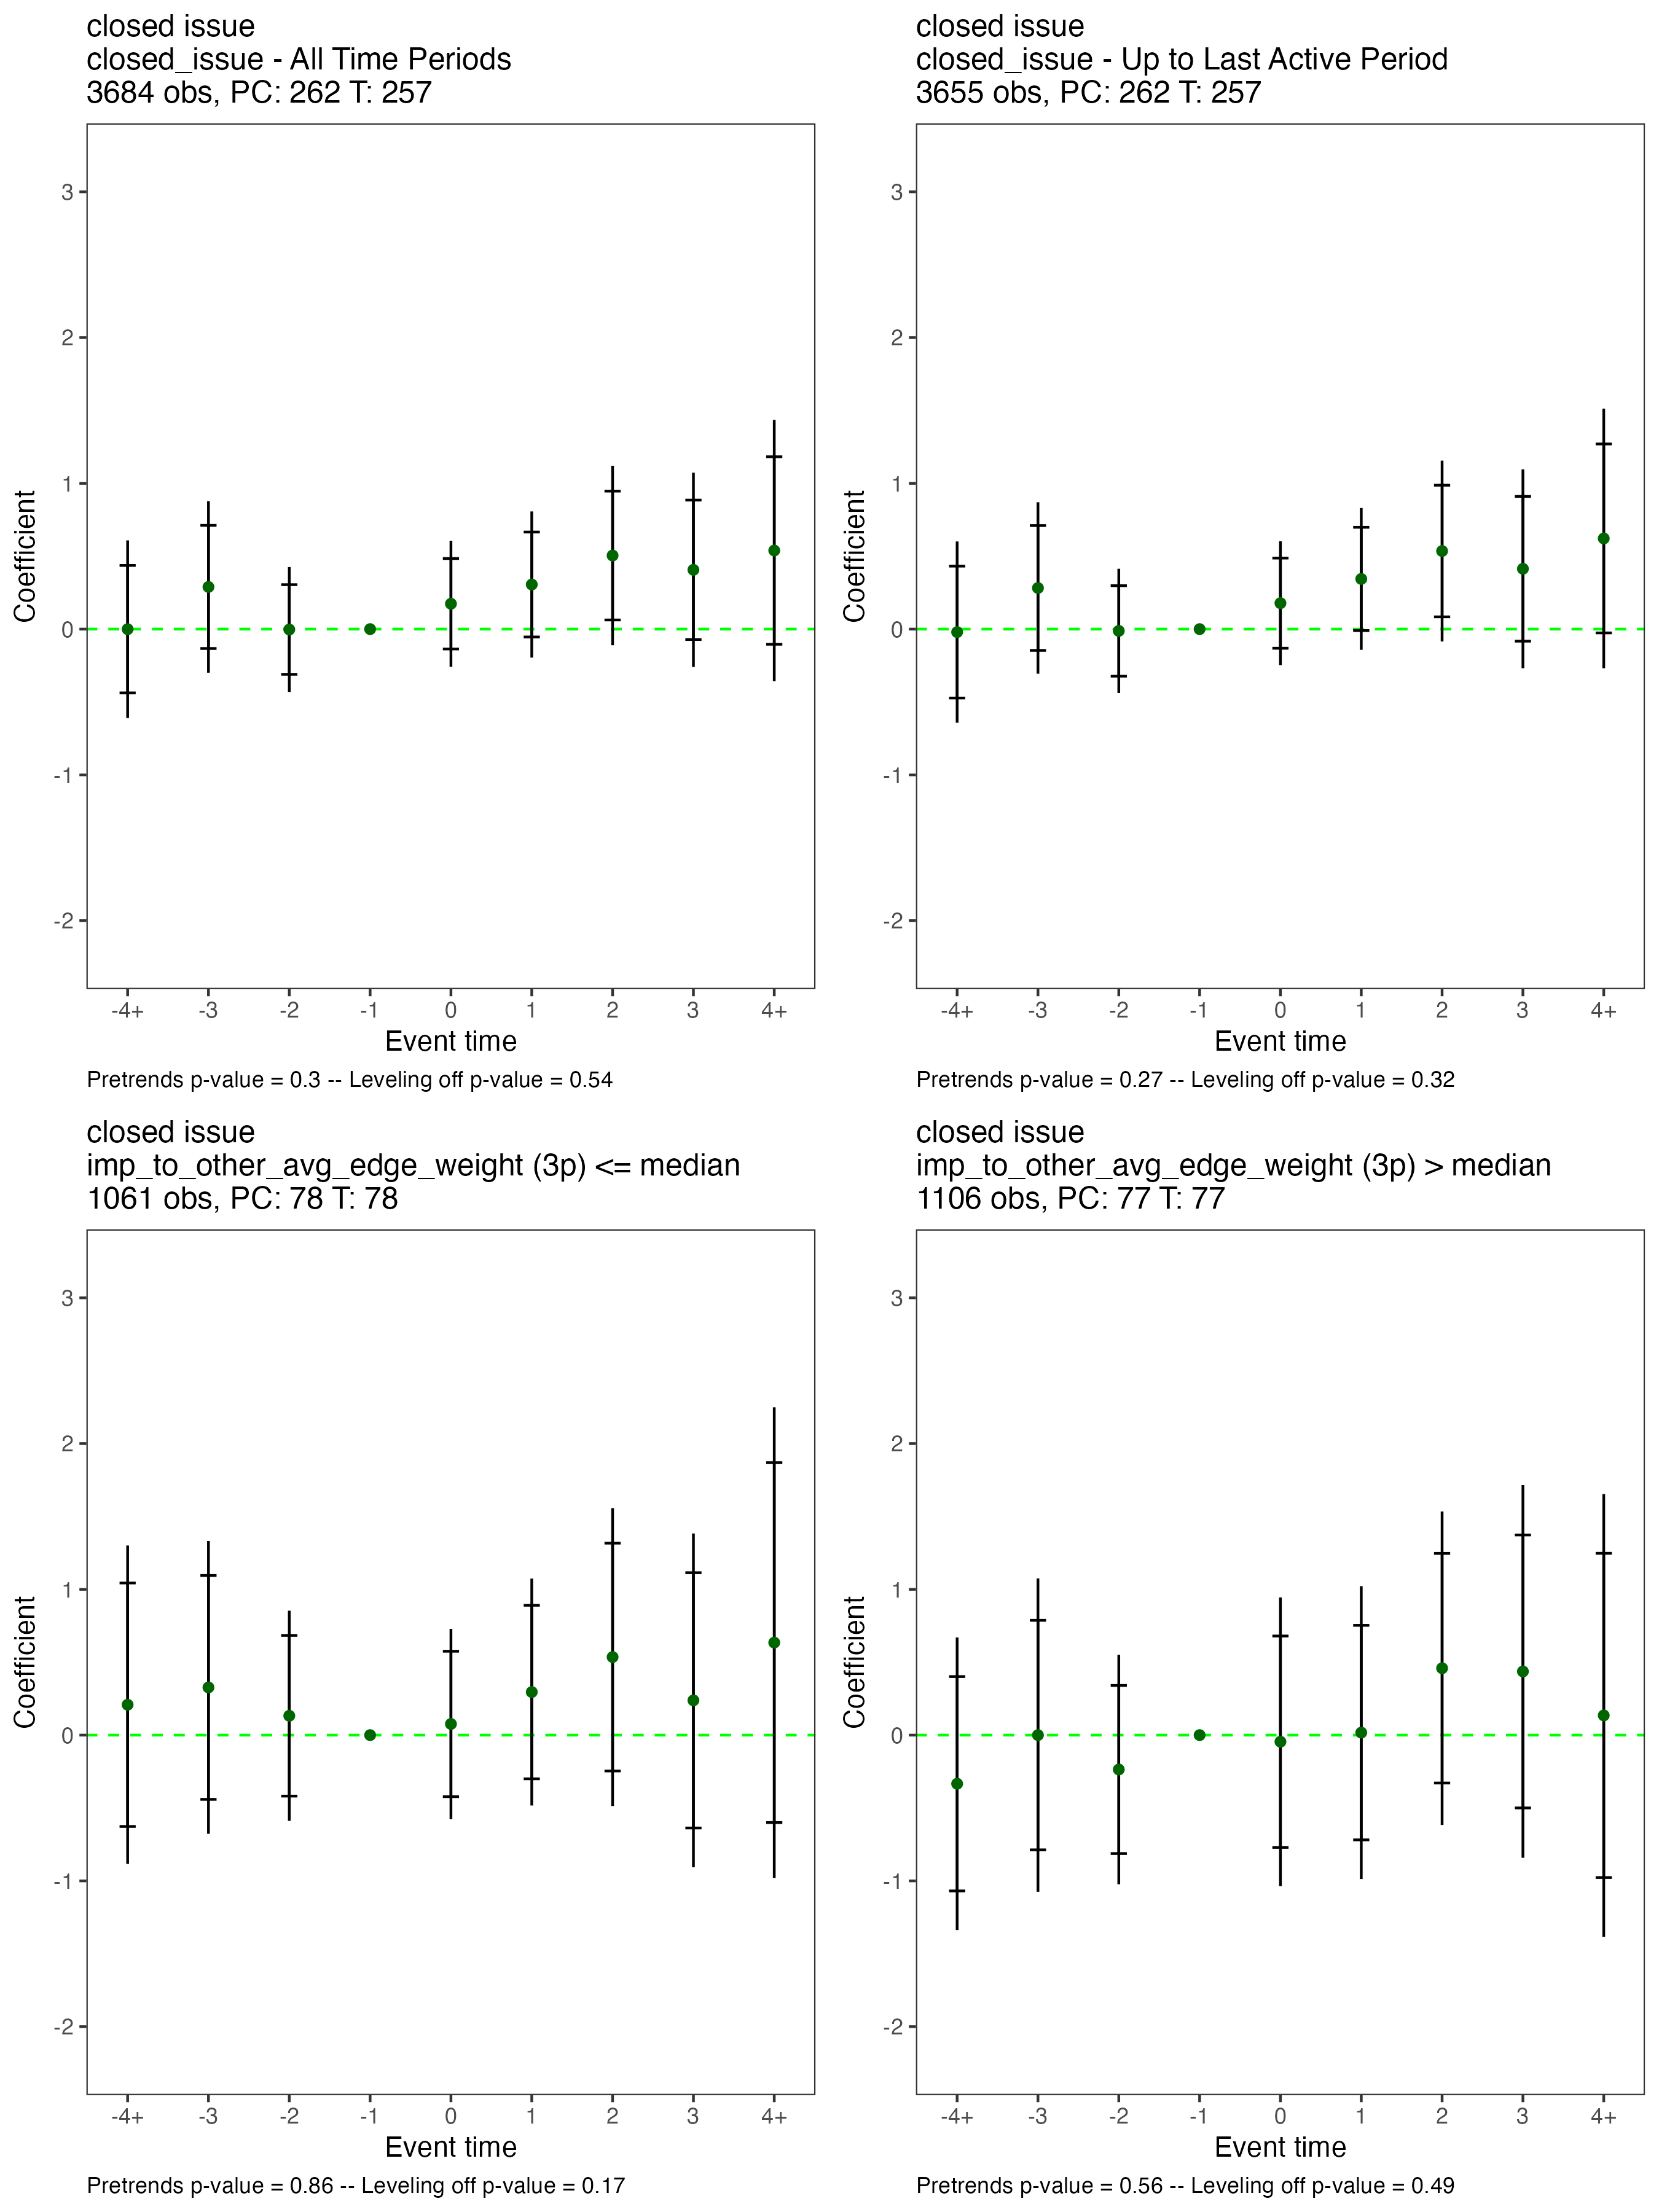 closed issue
closed_issue - All Time Periods
3684 obs, PC: 262 T: 257
3
2
1
0
-1
-2
Coefficient
-4+ -3 -2 -1 0 1 2 3 4+
Event time
Pretrends p-value = 0.3 -- Leveling off p-value = 0.54
closed issue
closed_issue - Up to Last Active Period
3655 obs, PC: 262 T: 257
3
2
1
0
-1
-2
Coefficient
-4+ -3 -2 -1 0 1 2 3 4+
Event time
Pretrends p-value = 0.27 -- Leveling off p-value = 0.32
closed issue
imp_to_other_avg_edge_weight (3p) <= median
1061 obs, PC: 78 T: 78
3
2
1
0
-1
-2
Coefficient
-4+ -3 -2 -1 0 1 2 3 4+
Event time
Pretrends p-value = 0.86 -- Leveling off p-value = 0.17
closed issue
imp_to_other_avg_edge_weight (3p) > median
1106 obs, PC: 77 T: 77
3
2
1
0
-1
-2
Coefficient
-4+ -3 -2 -1 0 1 2 3 4+
Event time
Pretrends p-value = 0.56 -- Leveling off p-value = 0.49